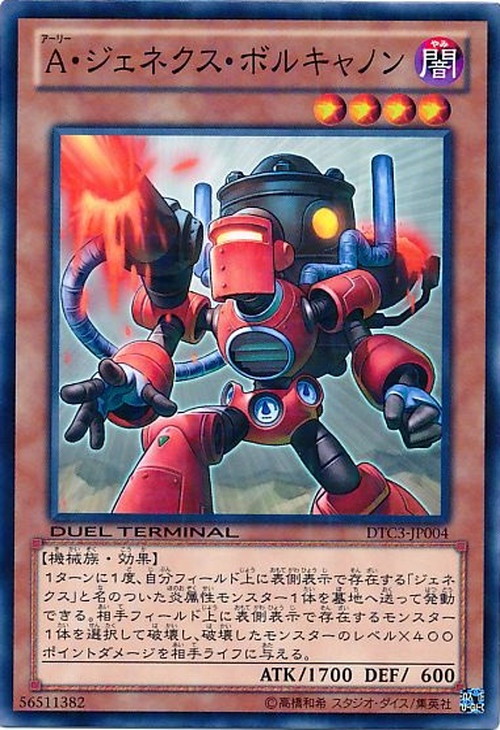 アーリー
A・ジェネクス・ボルキャノン
やみ
闇
DUEL TERMINAL
DTC3-JP004
【機械族・効果】
1ターンに1度、自分フィールド上に表側表示で存在する「ジェネ
クス」と名のついた炎属性モンスター1体を墓地へ送って発動
できる。相手フィールド上に表側表示で存在するモンスター
1体を選択して破壊し、破壊したモンスターのレベル×400
ポイントダメージを相手ライフに与える。
ATK/1700 DEF/ 600
56511382
©高橋和希 スタジオ・ダイス/集英社